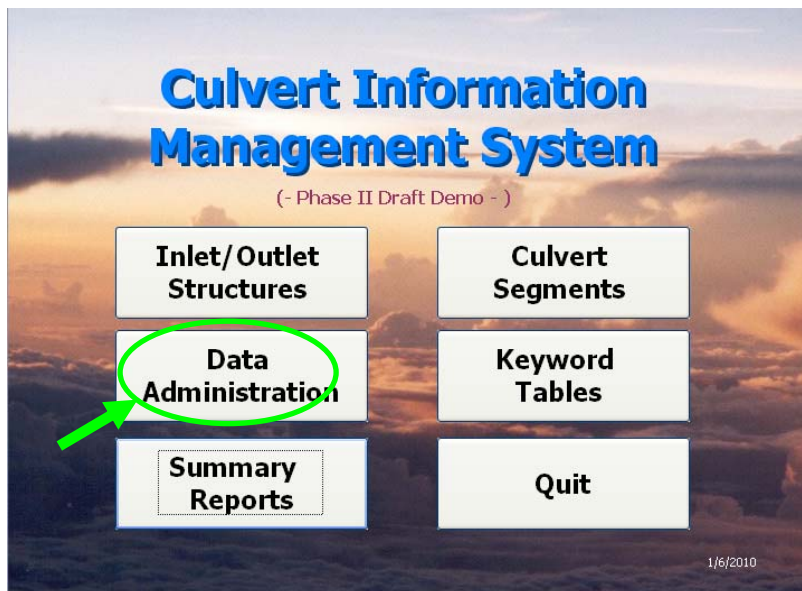 Culvert Information
Management System
(- Phase II Draft Demo - )
Inlet/Outlet
Structures
Culvert
Segments
Data
Administration
Keyword
Tables
Summary
Reports
Quit
1/6/2010